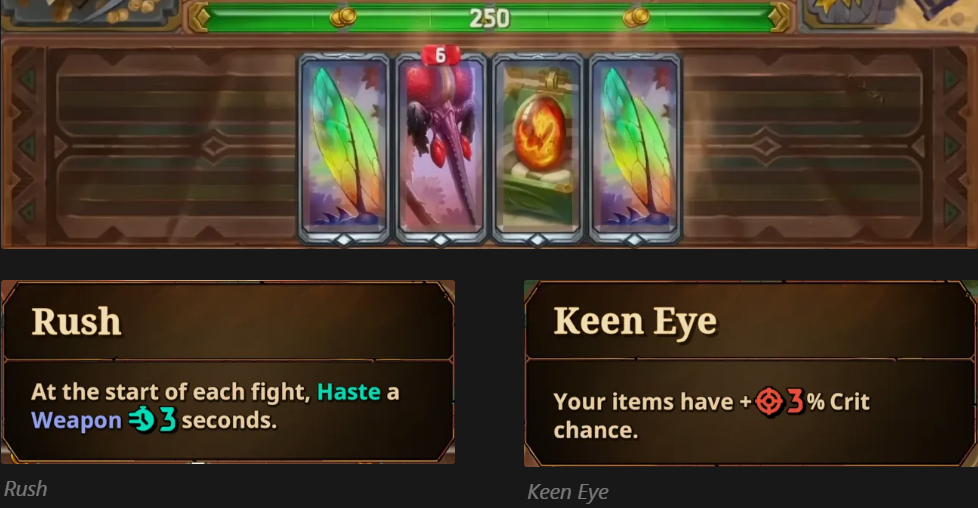 250
6
Rush
Keen Eye
At the start of each fight, Haste a
Weapon 3 seconds.
Your items have + 3% Crit
chance.
Rush
Keen Eye